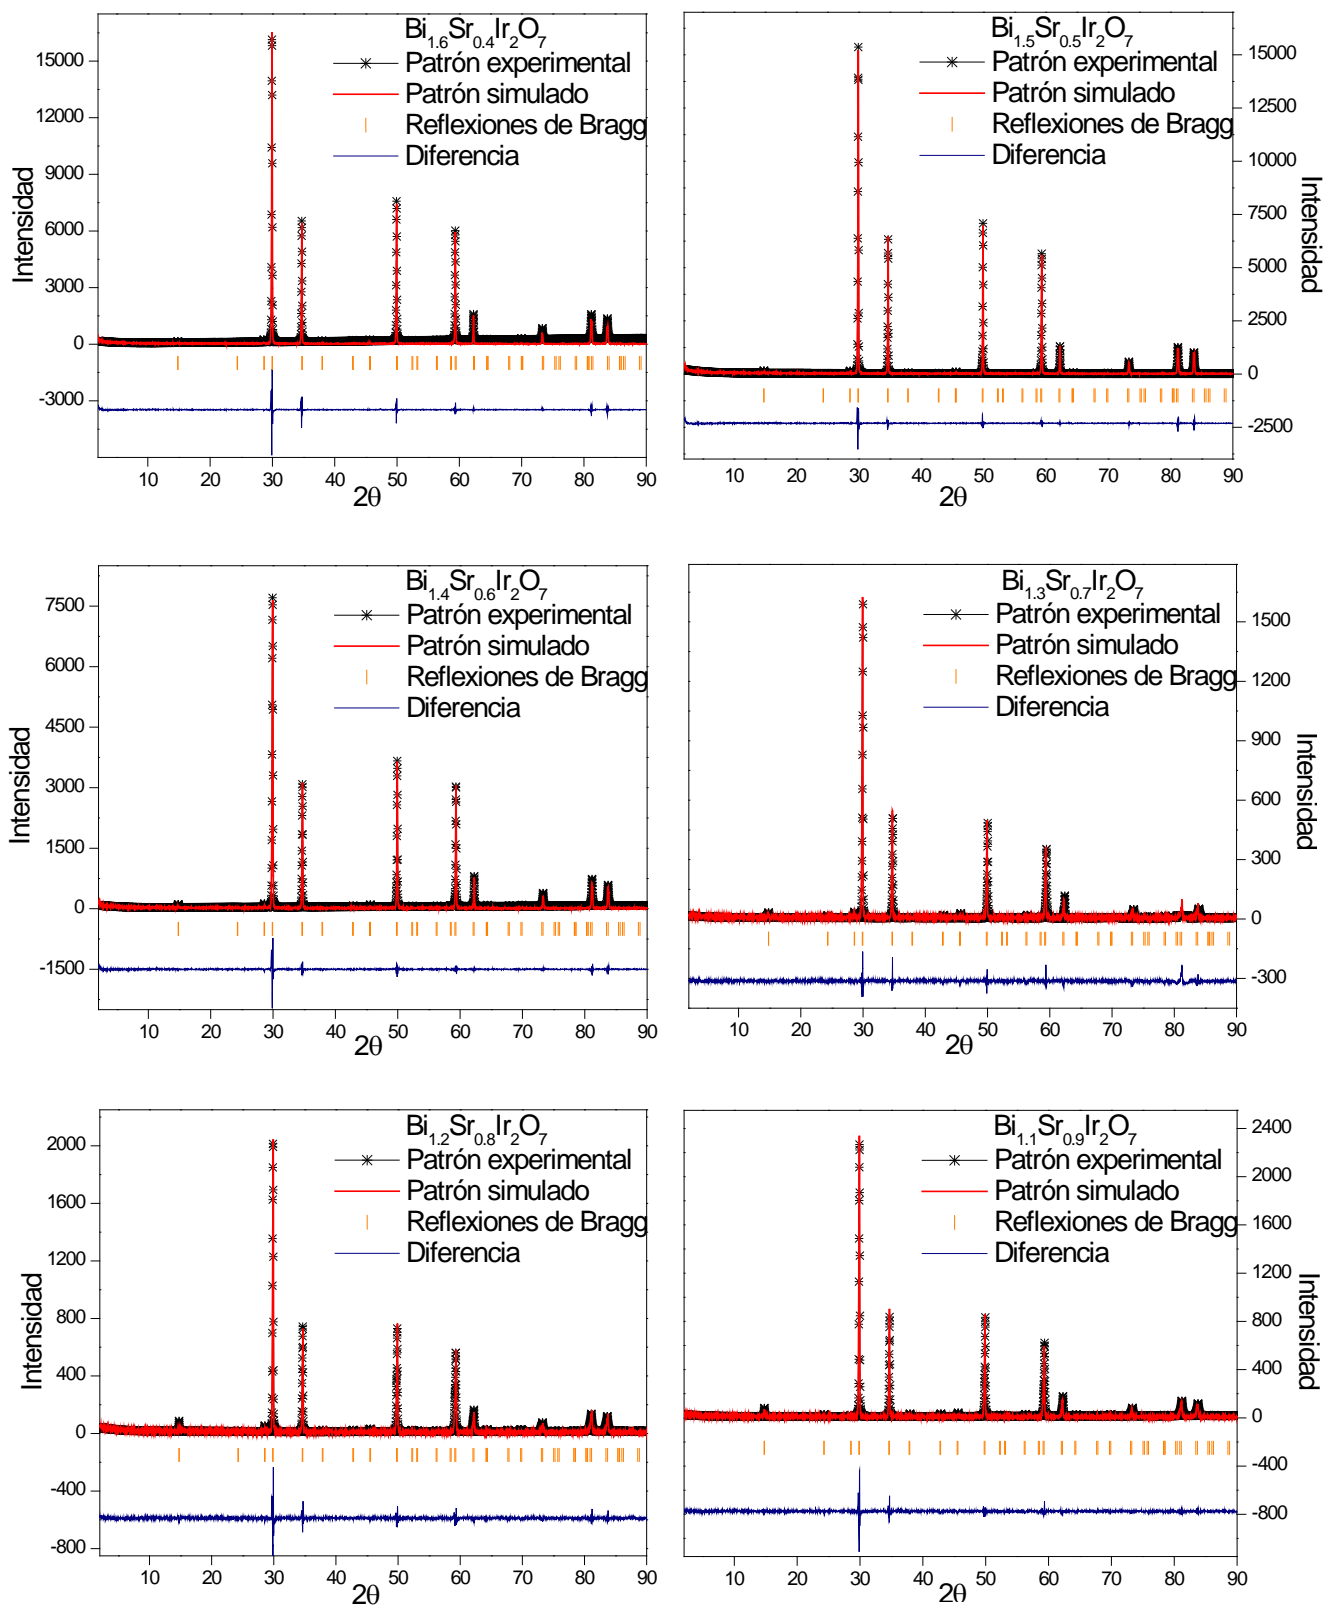 Bi1.6Sr0.4Ir2O7
Patrón experimental
Patrón simulado
Reflexiones de Bragg
Diferencia
Intensidad
15000
12000
9000
6000
3000
0
-3000
10 20 30 40 50 60 70 80 90
2θ
Bi1.5Sr0.5Ir2O7
Patrón experimental
Patrón simulado
Reflexiones de Bragg
Diferencia
Intensidad
15000
12500
10000
7500
5000
2500
0
-2500
10 20 30 40 50 60 70 80 90
2θ
Bi1.4Sr0.6Ir2O7
Patrón experimental
Patrón simulado
Reflexiones de Bragg
Diferencia
Intensidad
7500
6000
4500
3000
1500
0
-1500
10 20 30 40 50 60 70 80 90
2θ
Bi1.3Sr0.7Ir2O7
Patrón experimental
Patrón simulado
Reflexiones de Bragg
Diferencia
Intensidad
1500
1200
900
600
300
0
-300
10 20 30 40 50 60 70 80 90
2θ
Bi1.2Sr0.8Ir2O7
Patrón experimental
Patrón simulado
Reflexiones de Bragg
Diferencia
Intensidad
2000
1600
1200
800
400
0
-400
-800
10 20 30 40 50 60 70 80 90
2θ
Bi1.1Sr0.9Ir2O7
Patrón experimental
Patrón simulado
Reflexiones de Bragg
Diferencia
Intensidad
2400
2000
1600
1200
800
400
0
-400
-800
10 20 30 40 50 60 70 80 90
2θ